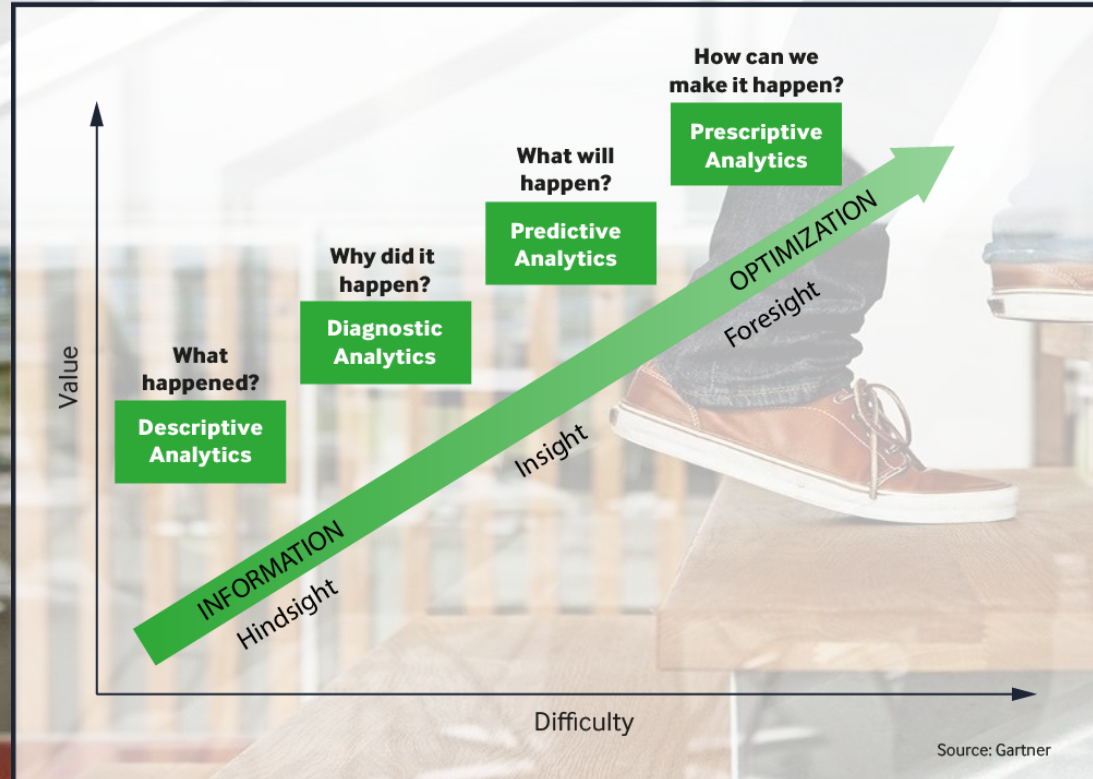 How can we
make it happen?
Prescriptive
Analytics
What will
happen?
Predictive
Analytics
Why did it
happen?
Diagnostic
Analytics
What
happened?
Descriptive
Analytics
Value
OPTIMIZATION
Foresight
Insight
INFORMATION
Hindsight
Difficulty
Source: Gartner